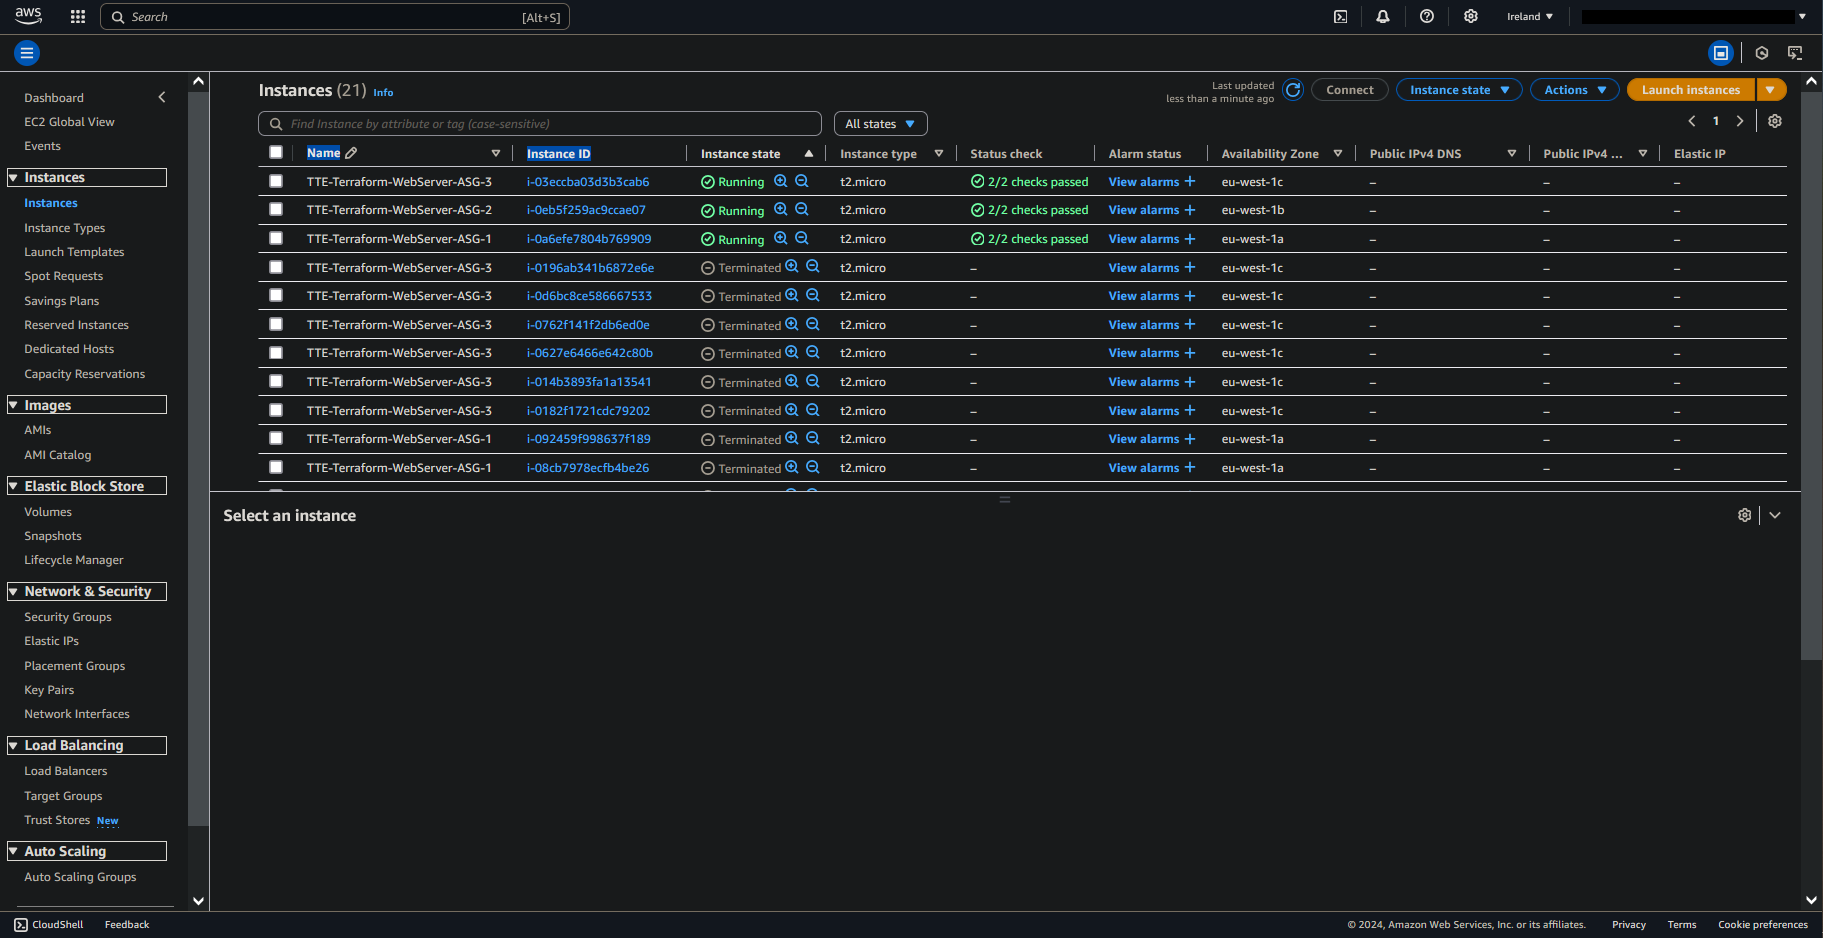 aws Search [Alt+S] Ireland
Dashboard
EC2 Global View
Events
Instances
Instances
Instance Types
Launch Templates
Spot Requests
Savings Plans
Reserved Instances
Dedicated Hosts
Capacity Reservations
Images
AMIs
AMI Catalog
Elastic Block Store
Volumes
Snapshots
Lifecycle Manager
Network & Security
Security Groups
Elastic IPs
Placement Groups
Key Pairs
Network Interfaces
Load Balancing
Load Balancers
Target Groups
Trust Stores New
Auto Scaling
Auto Scaling Groups
Instances (21) Info
Last updated
less than a minute ago
Connect Instance state Actions Launch instances
Find Instance by attribute or tag (case-sensitive) All states 1
Name Instance ID Instance state Instance type Status check Alarm status Availability Zone Public IPv4 DNS Public IPv4 ... Elastic IP
TTE-Terraform-WebServer-ASG-3 i-03eccba03d3b3cab6 Running t2.micro 2/2 checks passed View alarms + eu-west-1c – – –
TTE-Terraform-WebServer-ASG-2 i-0eb5f259ac9ccae07 Running t2.micro 2/2 checks passed View alarms + eu-west-1b – – –
TTE-Terraform-WebServer-ASG-1 i-0a6efe7804b769909 Running t2.micro 2/2 checks passed View alarms + eu-west-1a – – –
TTE-Terraform-WebServer-ASG-3 i-0196ab341b6872e6e Terminated t2.micro – View alarms + eu-west-1c – – –
TTE-Terraform-WebServer-ASG-3 i-0d6bc8ce586667533 Terminated t2.micro – View alarms + eu-west-1c – – –
TTE-Terraform-WebServer-ASG-3 i-0762f141f2db6ed0e Terminated t2.micro – View alarms + eu-west-1c – – –
TTE-Terraform-WebServer-ASG-3 i-0627e6466e642c80b Terminated t2.micro – View alarms + eu-west-1c – – –
TTE-Terraform-WebServer-ASG-3 i-014b3893fa1a13541 Terminated t2.micro – View alarms + eu-west-1c – – –
TTE-Terraform-WebServer-ASG-3 i-0182f1721cdc79202 Terminated t2.micro – View alarms + eu-west-1c – – –
TTE-Terraform-WebServer-ASG-1 i-092459f998637f189 Terminated t2.micro – View alarms + eu-west-1a – – –
TTE-Terraform-WebServer-ASG-1 i-08cb7978ecfb4be26 Terminated t2.micro – View alarms + eu-west-1a – – –
Select an instance
CloudShell Feedback © 2024, Amazon Web Services, Inc. or its affiliates. Privacy Terms Cookie preferences